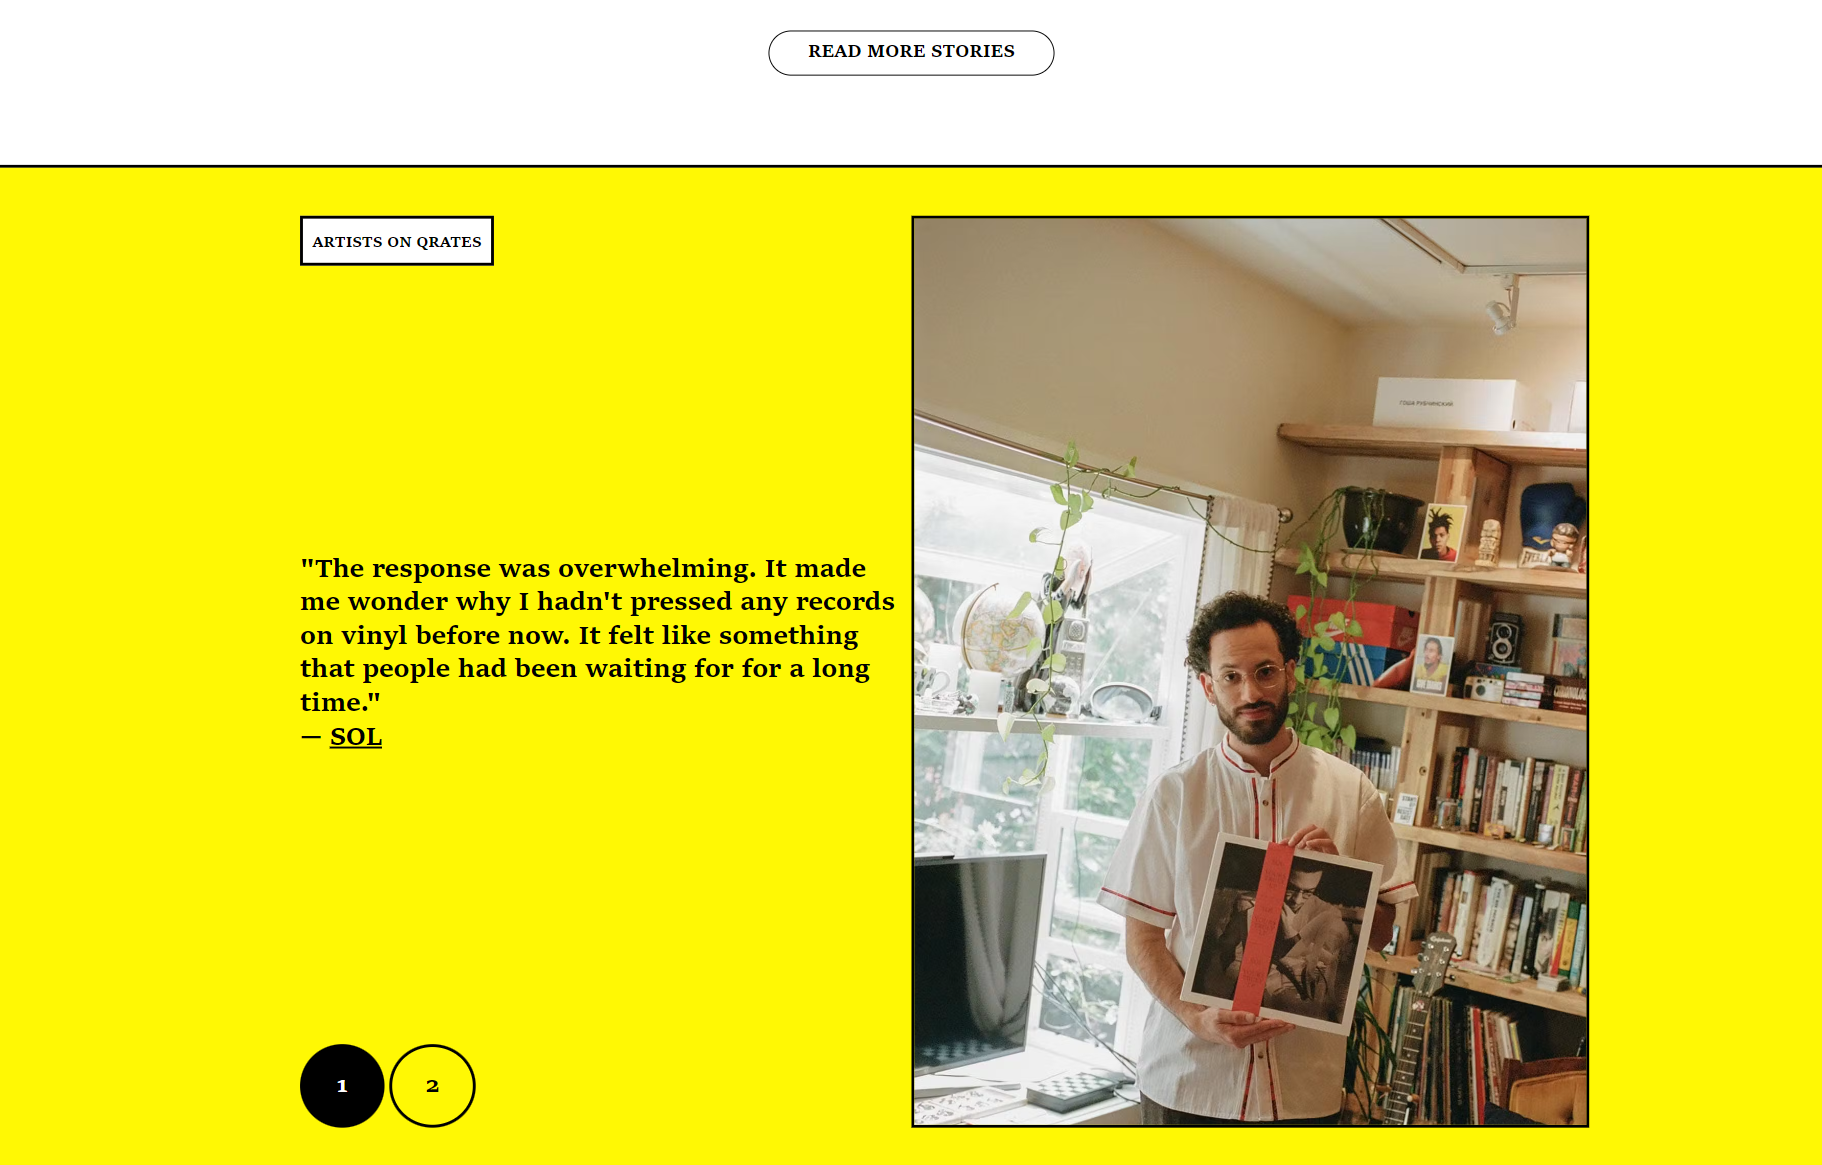 READ MORE STORIES
ARTISTS ON QRATES
"The response was overwhelming. It made
me wonder why I hadn't pressed any records
on vinyl before now. It felt like something
that people had been waiting for for a long
time."
— SOL
1
2
ГОША РУБЧИНСКИЙ